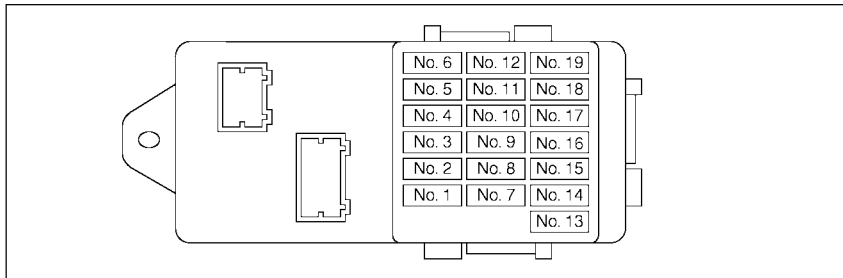 No. 6 No. 12 No. 19
No. 5 No. 11 No. 18
No. 4 No. 10 No. 17
No. 3 No. 9 No. 16
No. 2 No. 8 No. 15
No. 1 No. 7 No. 14
No. 13